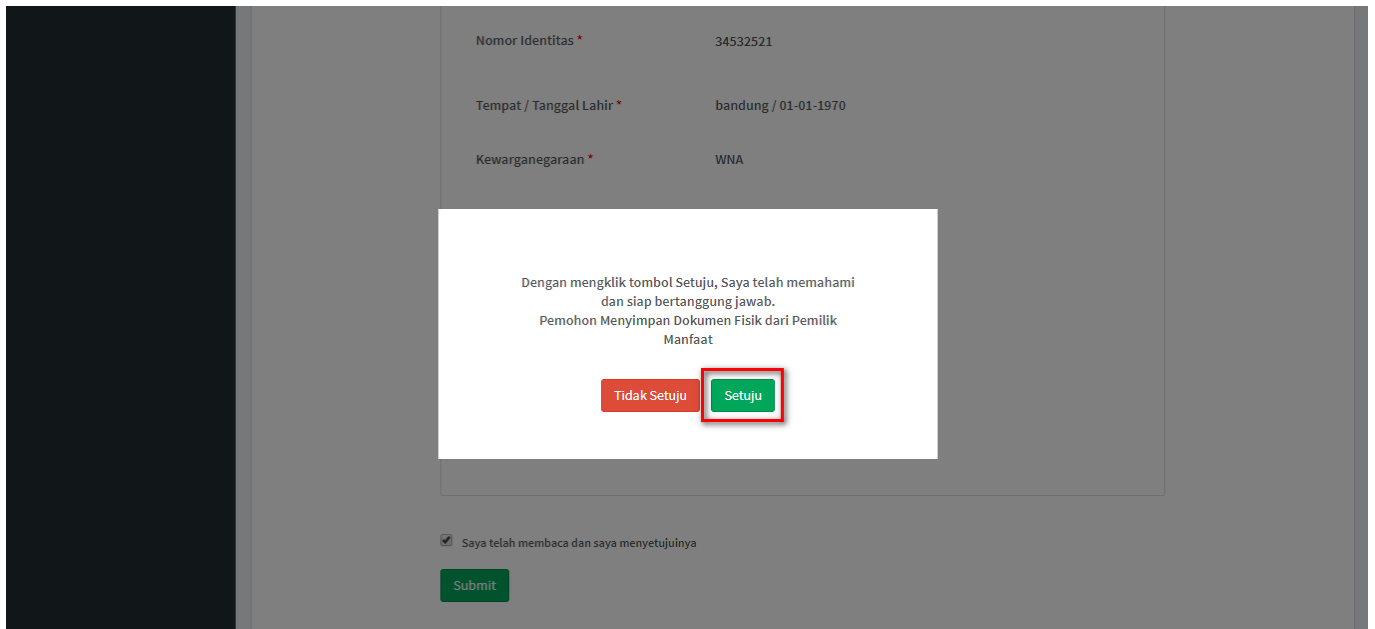 Nomor Identitas * 34532521
Tempat / Tanggal Lahir * bandung / 01-01-1970
Kewarganegaraan * WNA
Dengan mengklik tombol Setuju, Saya telah memahami
dan siap bertanggung jawab.
Pemohon Menyimpan Dokumen Fisik dari Pemilik
Manfaat
Tidak Setuju Setuju
Saya telah membaca dan saya menyetujuinya
Submit